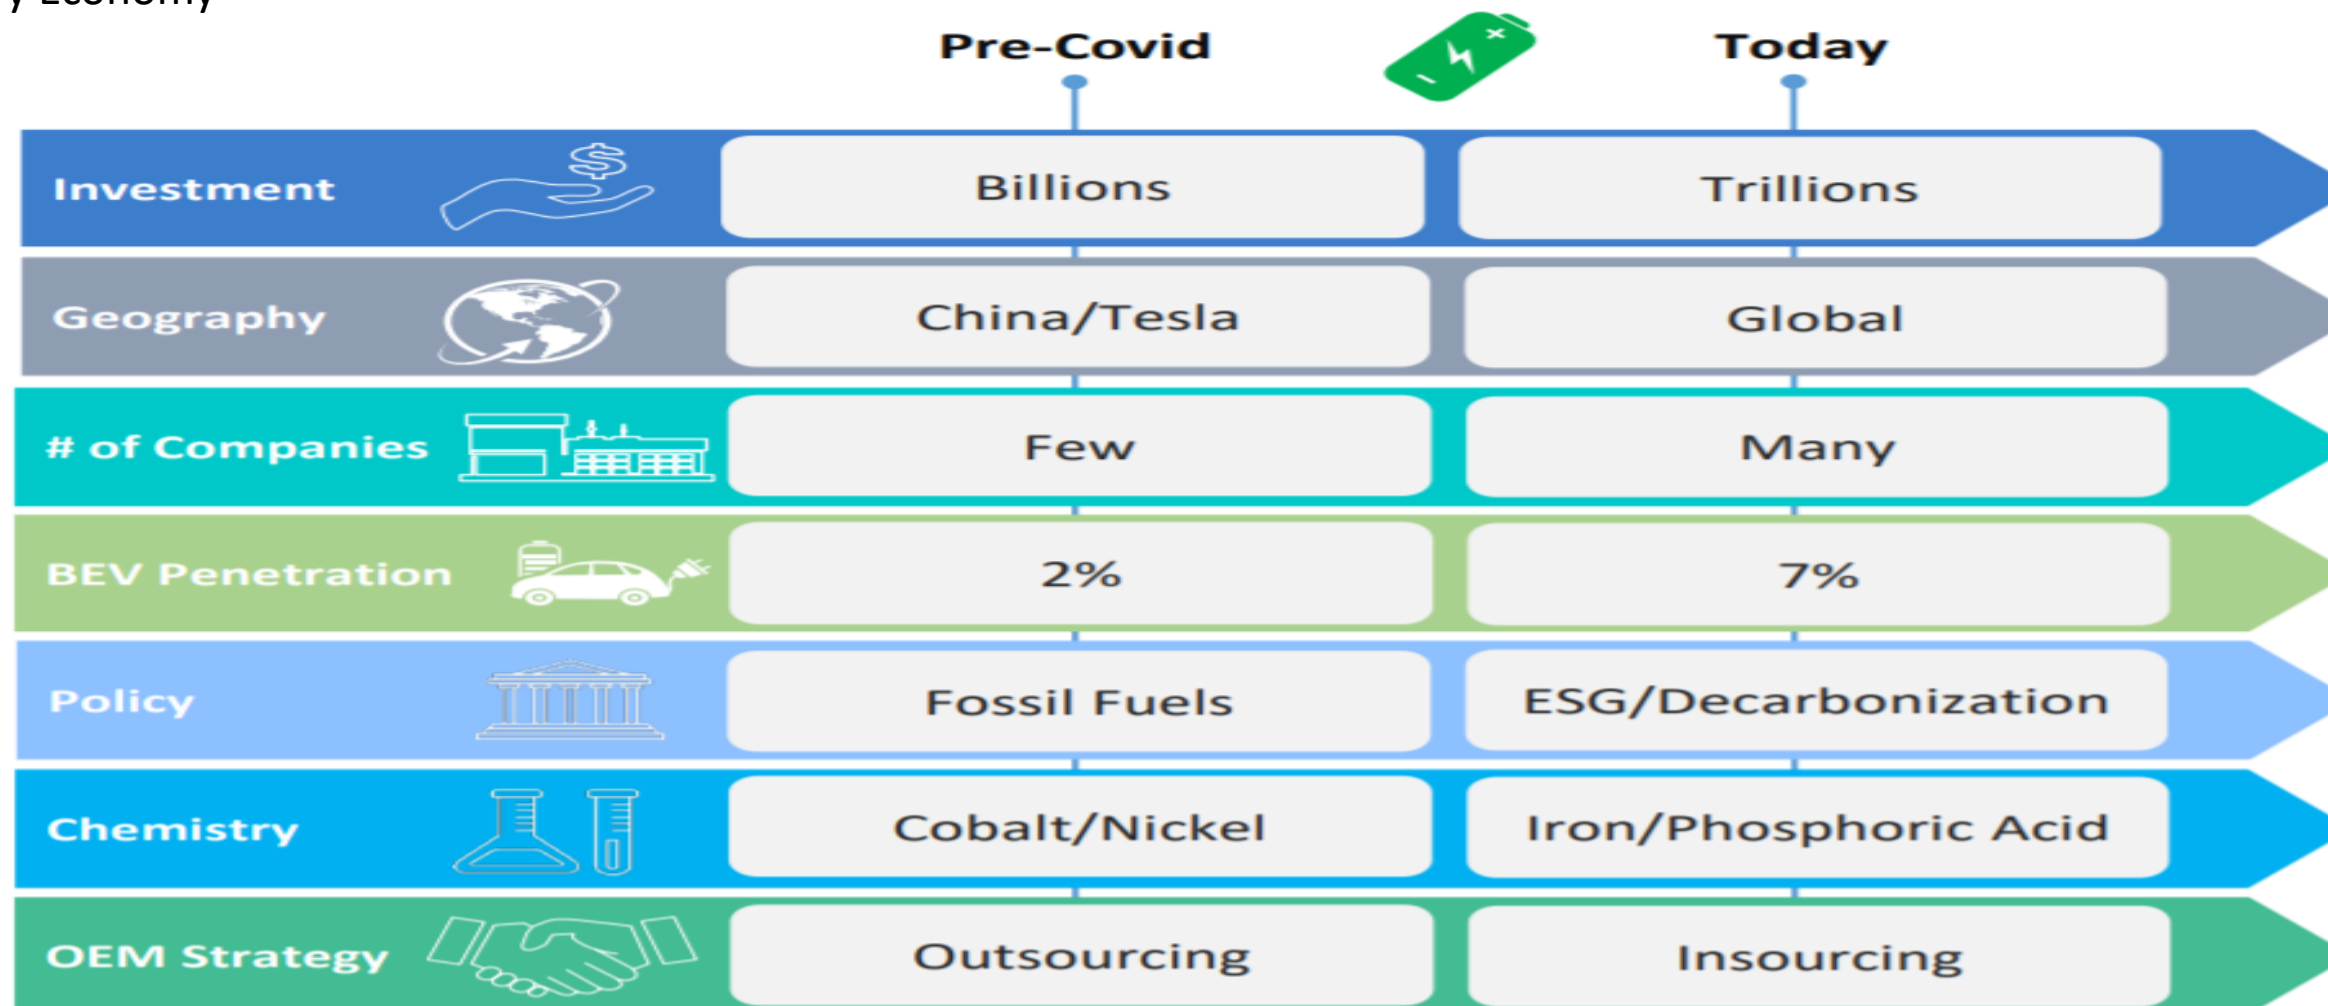 y Economy
Pre-Covid Today
Investment Billions Trillions
Geography China/Tesla Global
# of Companies Few Many
BEV Penetration 2% 7%
Policy Fossil Fuels ESG/Decarbonization
Chemistry Cobalt/Nickel Iron/Phosphoric Acid
OEM Strategy Outsourcing Insourcing